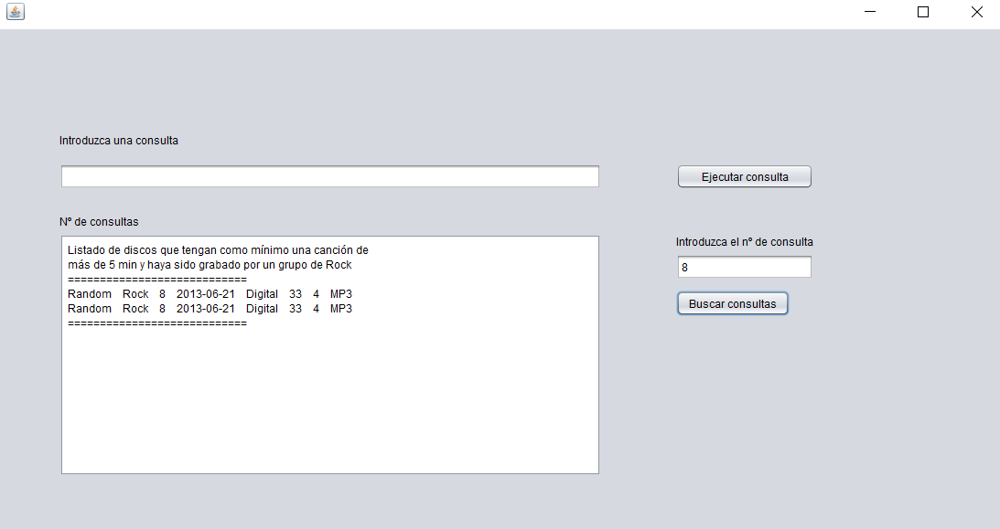 Introduzca una consulta
Ejecutar consulta
Nº de consultas
Listado de discos que tengan como mínimo una canción de
más de 5 min y haya sido grabado por un grupo de Rock
============================
Random Rock 8 2013-06-21 Digital 33 4 MP3
Random Rock 8 2013-06-21 Digital 33 4 MP3
============================
Introduzca el nº de consulta
8
Buscar consultas